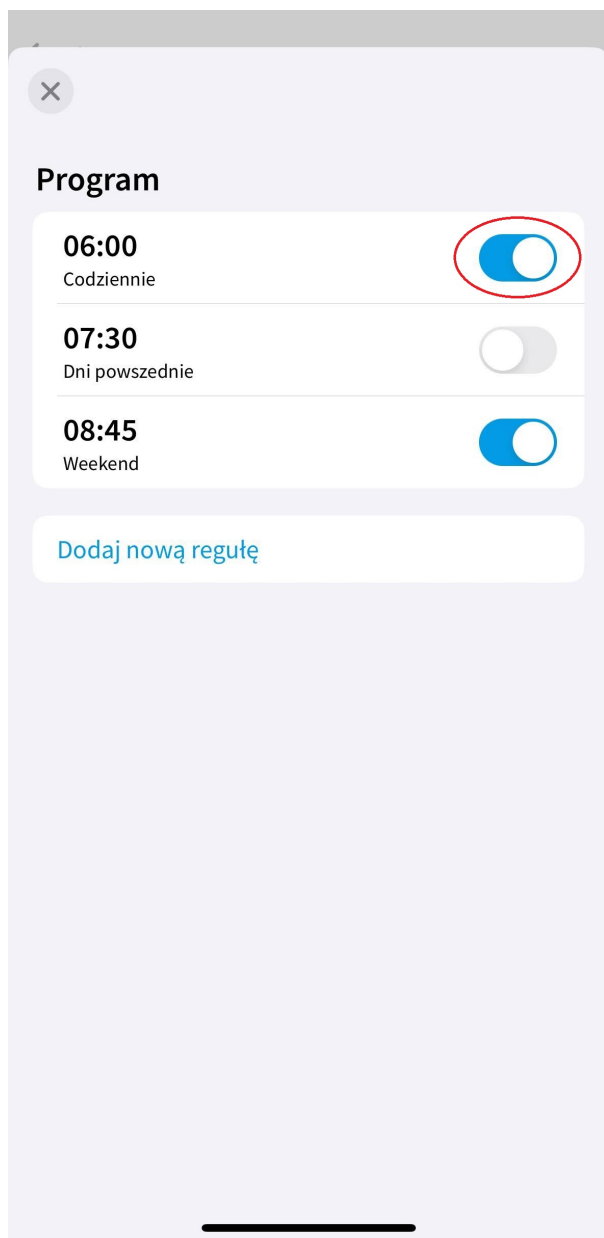 Program
06:00
Codziennie
07:30
Dni powszednie
08:45
Weekend
Dodaj nową regułę